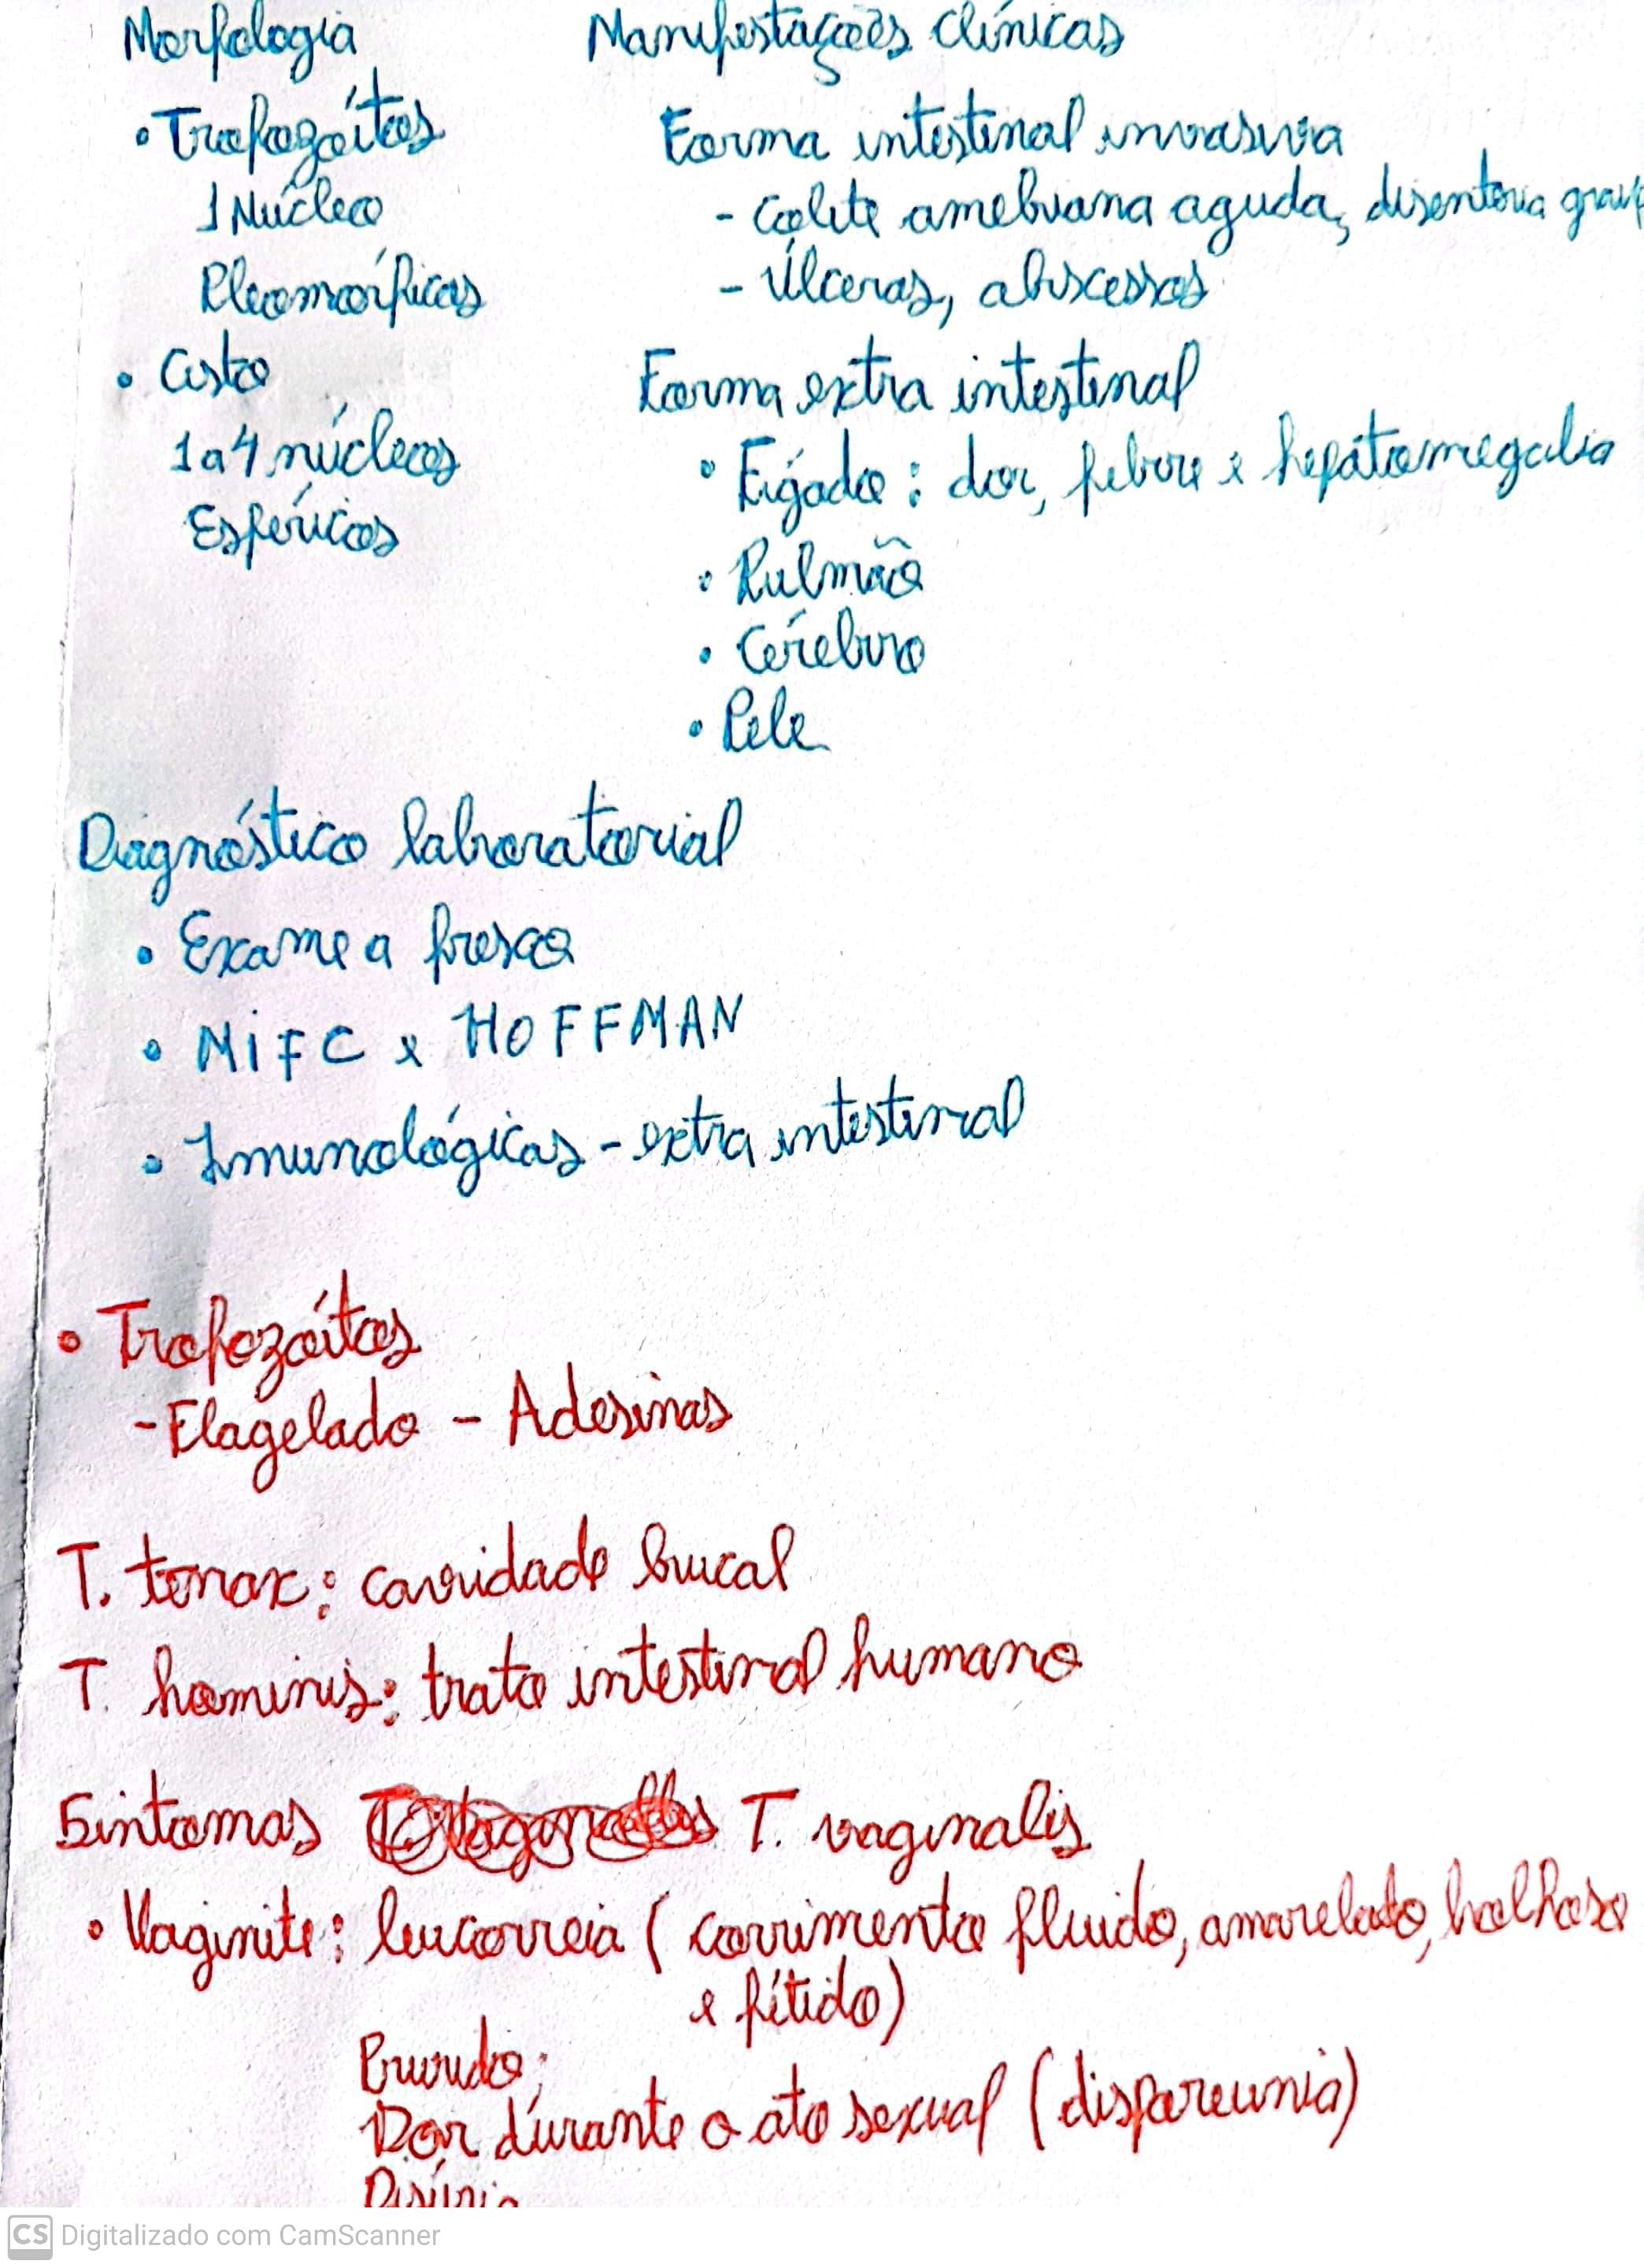 Morfologia
• Trofozoítos
1 Núcleo
Pleomórficos
• Cisto
1 a 4 núcleos
Esféricos
Manifestações clínicas
Forma intestinal invasiva
- Colite amebiana aguda, disenteria grave
- Úlceras, abscessos
Forma extra intestinal
• Fígado: dor, febre e hepatomegalia
• Pulmão
• Cérebro
• Pele
Diagnóstico laboratorial
• Exame a fresco
• MiFC e HOFFMAN
• Imunológicas - extra intestinal
• Trofozoítos
- Flagelado - Adesinas
T. tenax: cavidade bucal
T. hominis: trato intestinal humano
Sintomas T. vaginalis
• Vaginite: leucorreia (corrimento fluido, amarelado, bolhoso
e fétido)
Prurido;
Dor durante o ato sexual (dispareunia)
Disúria
CS Digitalizado com CamScanner